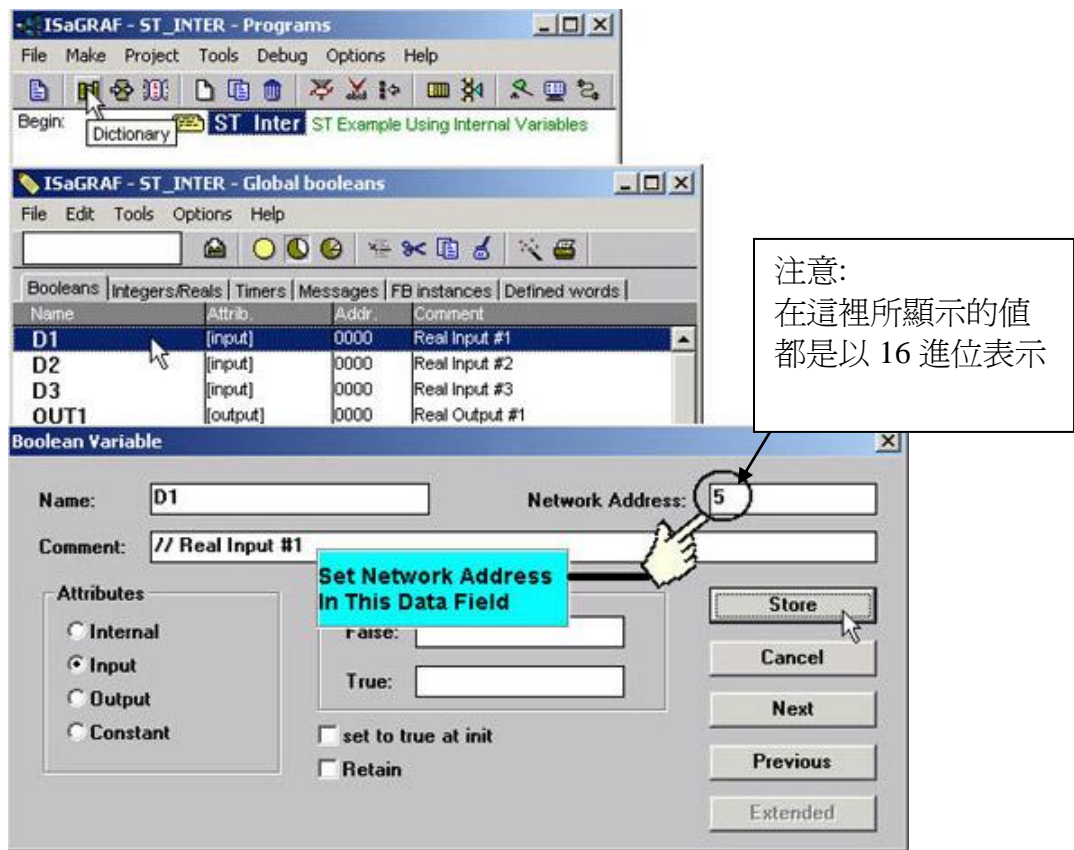 ISaGRAF - ST_INTER - Programs
File Make Project Tools Debug Options Help
Begin: ST Inter ST Example Using Internal Variables
Dictionary
ISaGRAF - ST_INTER - Global booleans
File Edit Tools Options Help
Booleans Integers/Reals Timers Messages FB instances Defined words
Name Attrib. Addr. Comment
D1 [input] 0000 Real Input #1
D2 [input] 0000 Real Input #2
D3 [input] 0000 Real Input #3
OUT1 [output] 0000 Real Output #1
注意:
在這裡所顯示的值
都是以 16 進位表示
Boolean Variable
Name: D1 Network Address: 5
Comment: // Real Input #1
Set Network Address
In This Data Field
Attributes
Internal
Input
Output
Constant
False:
True:
set to true at init
Retain
Store
Cancel
Next
Previous
Extended